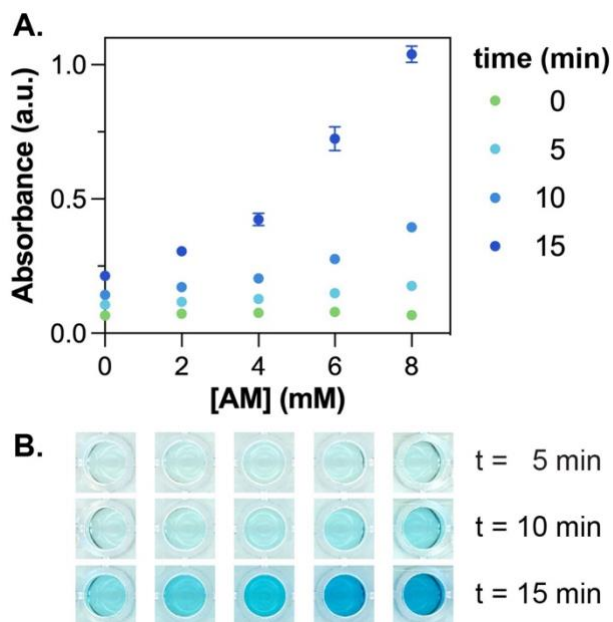 A.
Absorbance (a.u.)
1.0
0.5
0.0
0 2 4 6 8
[AM] (mM)
time (min)
0
5
10
15
B.
t = 5 min
t = 10 min
t = 15 min